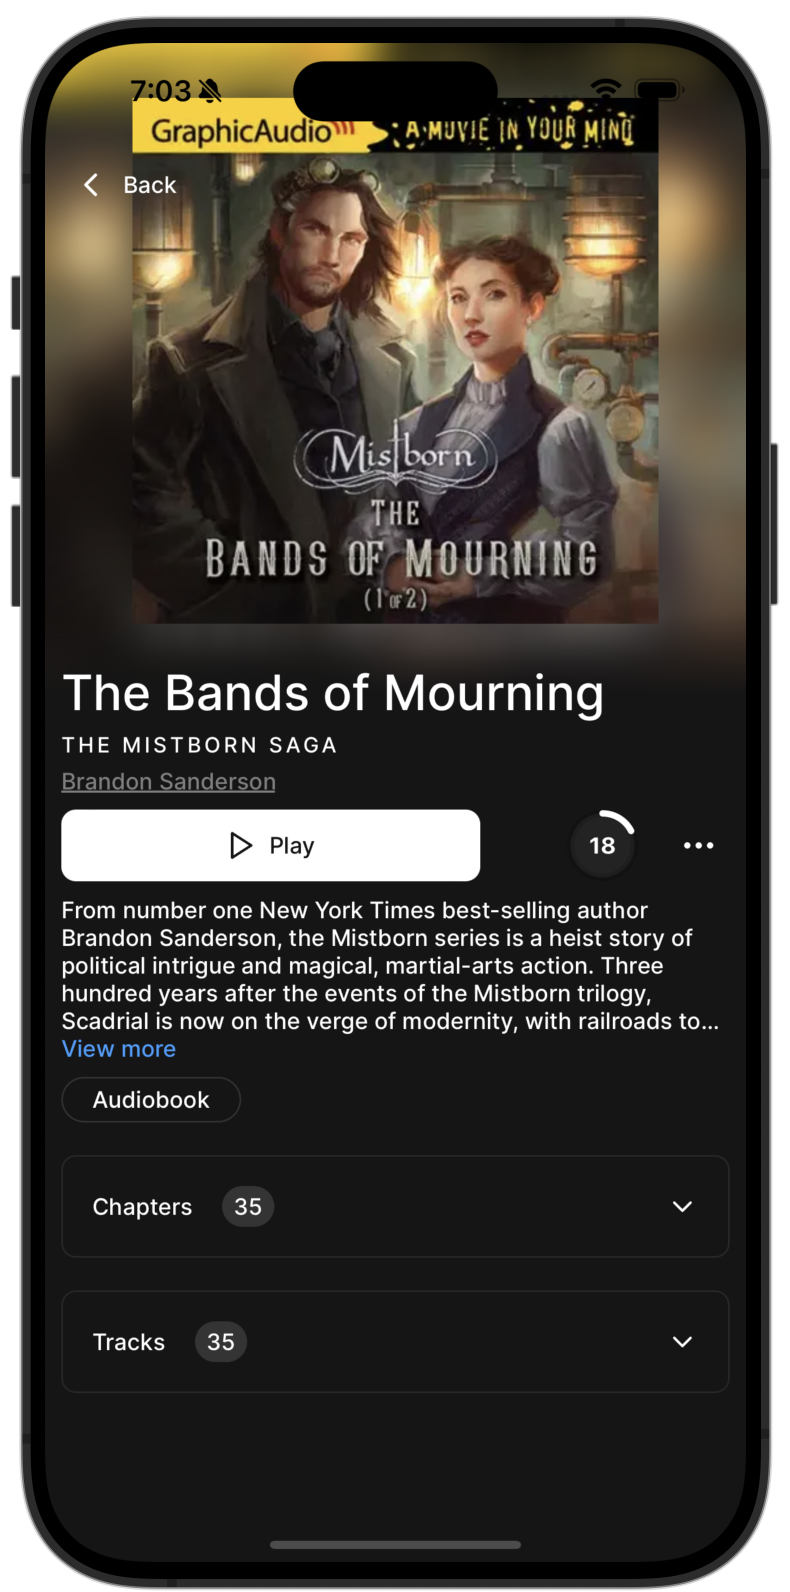 7:03
GraphicAudio A MOVIE IN YOUR MIND
Back
Mistborn
THE
BANDS OF MOURNING
(1 OF 2)
The Bands of Mourning
THE MISTBORN SAGA
Brandon Sanderson
Play
18
From number one New York Times best-selling author
Brandon Sanderson, the Mistborn series is a heist story of
political intrigue and magical, martial-arts action. Three
hundred years after the events of the Mistborn trilogy,
Scadrial is now on the verge of modernity, with railroads to...
View more
Audiobook
Chapters 35
Tracks 35